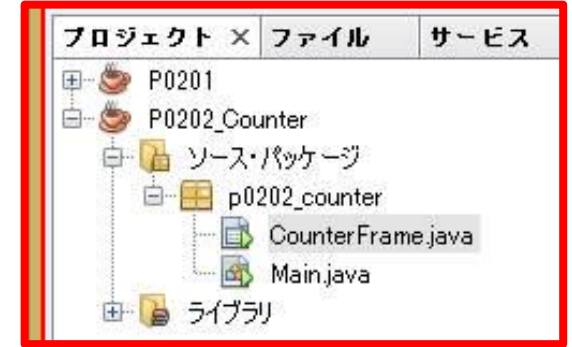 プロジェクト × ファイル サービス
P0201
P0202_Counter
ソース・パッケージ
p0202_counter
CounterFrame.java
Main.java
ライブラリ